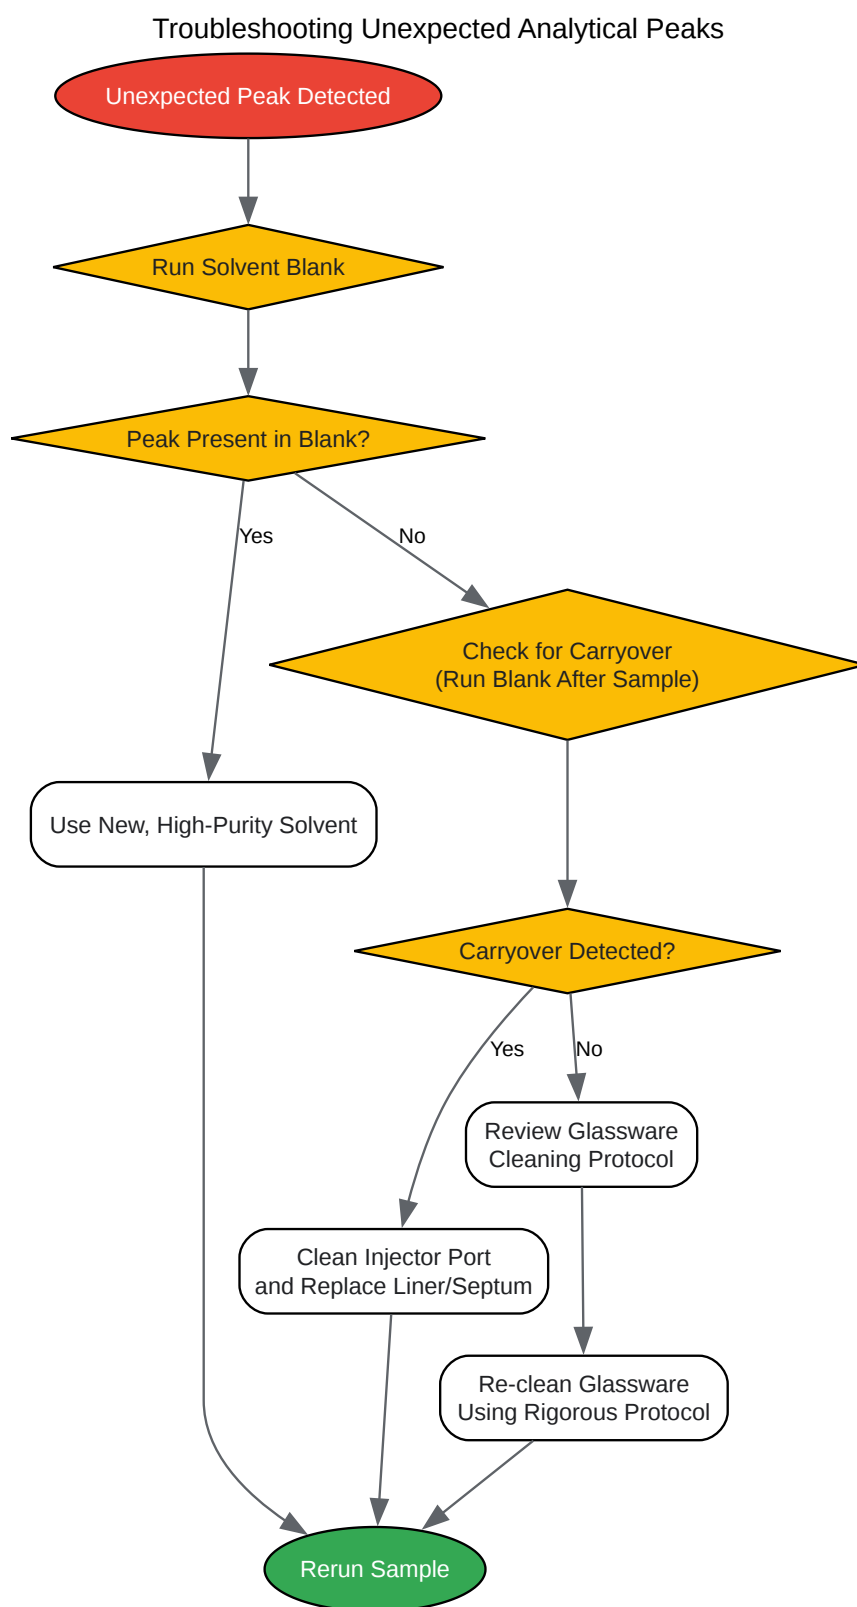 Troubleshooting Unexpected Analytical Peaks
Unexpected Peak Detected
Run Solvent Blank
Peak Present in Blank?
Yes
No
Check for Carryover
(Run Blank After Sample)
Use New, High-Purity Solvent
Carryover Detected?
Yes
No
Review Glassware
Cleaning Protocol
Clean Injector Port
and Replace Liner/Septum
Re-clean Glassware
Using Rigorous Protocol
Rerun Sample